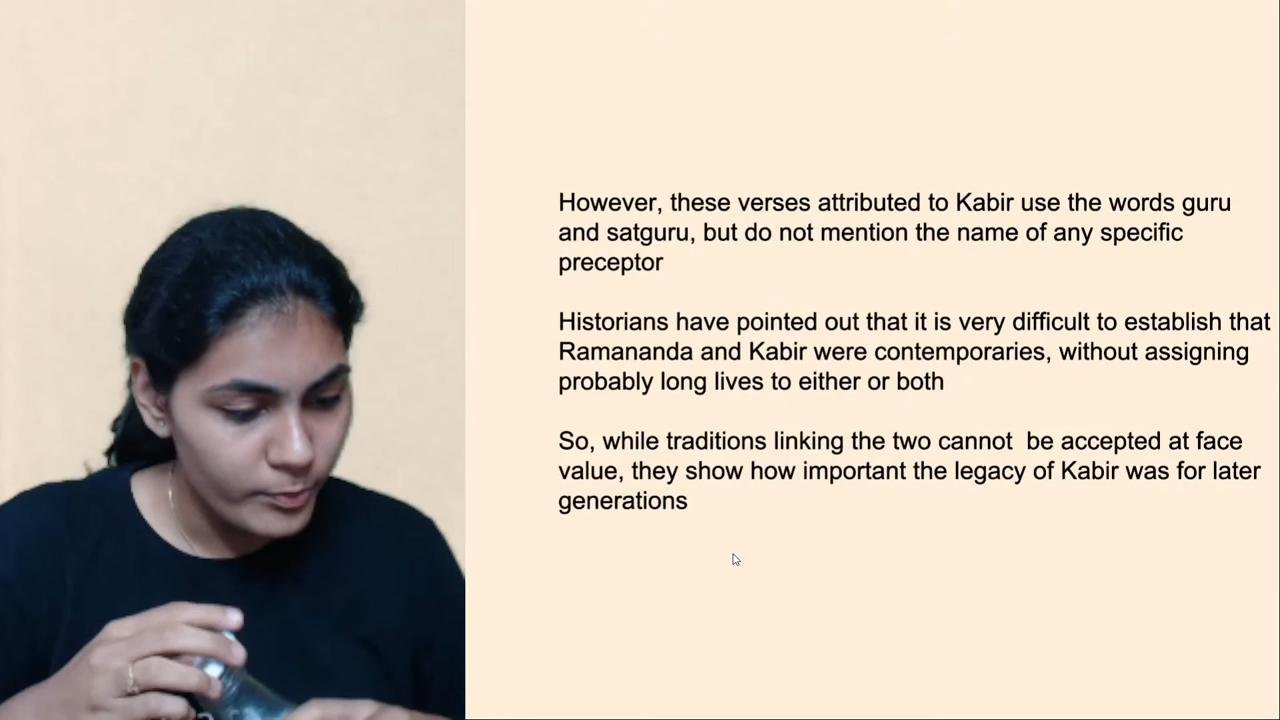 However, these verses attributed to Kabir use the words guru
and satguru, but do not mention the name of any specific
preceptor
Historians have pointed out that it is very difficult to establish that
Ramananda and Kabir were contemporaries, without assigning
probably long lives to either or both
So, while traditions linking the two cannot  be accepted at face
value, they show how important the legacy of Kabir was for later
generations